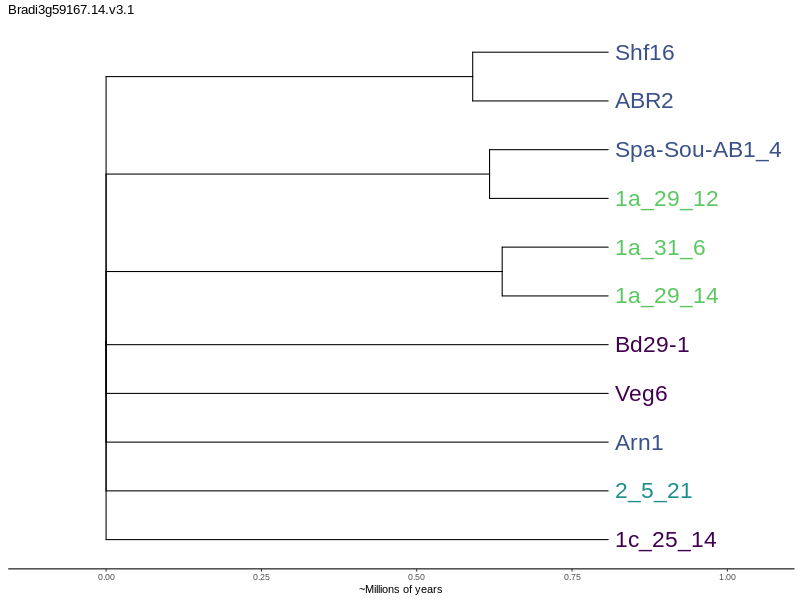 Bradi3g59167.14.v3.1
Shf16
ABR2
Spa-Sou-AB1_4
1a_29_12
1a_31_6
1a_29_14
Bd29-1
Veg6
Arn1
2_5_21
1c_25_14
0.00 0.25 0.50 0.75 1.00
~Millions of years